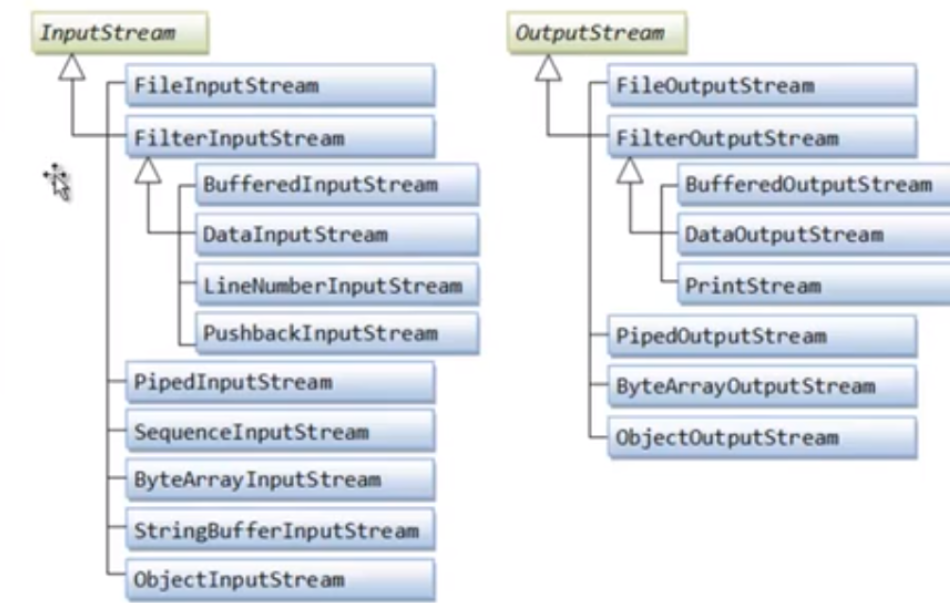 InputStream
FileInputStream
FilterInputStream
BufferedInputStream
DataInputStream
LineNumberInputStream
PushbackInputStream
PipedInputStream
SequenceInputStream
ByteArrayInputStream
StringBufferInputStream
ObjectInputStream
OutputStream
FileOutputStream
FilterOutputStream
BufferedOutputStream
DataOutputStream
PrintStream
PipedOutputStream
ByteArrayOutputStream
ObjectOutputStream